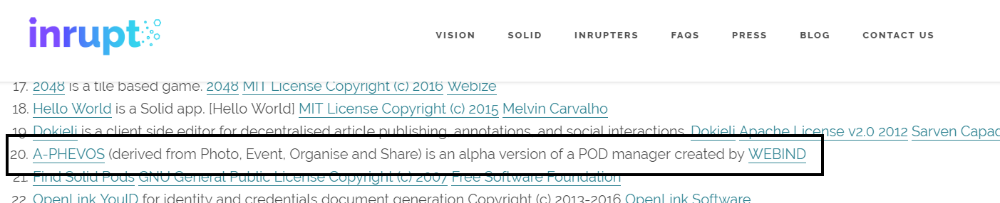 inrupt
VISION SOLID INRUPTERS FAQS PRESS BLOG CONTACT US
17. 2048 is a tile based game. 2048 MIT License Copyright (c) 2016 Webize
18. Hello World is a Solid app. [Hello World] MIT License Copyright (c) 2015 Melvin Carvalho
19. Dokieli is a client side editor for decentralised article publishing, annotations, and social interactions. Dokieli Apache License v2.0 2012 Sarven Capac
20. A-PHEVOS (derived from Photo, Event, Organise and Share) is an alpha version of a POD manager created by WEBIND
21. Find Solid Pods GNU General Public License Copyright (c) 2007 Free Software Foundation
22. OpenLink YouID for identity and credentials document generation Copyright (c) 2013-2016 OpenLink Software